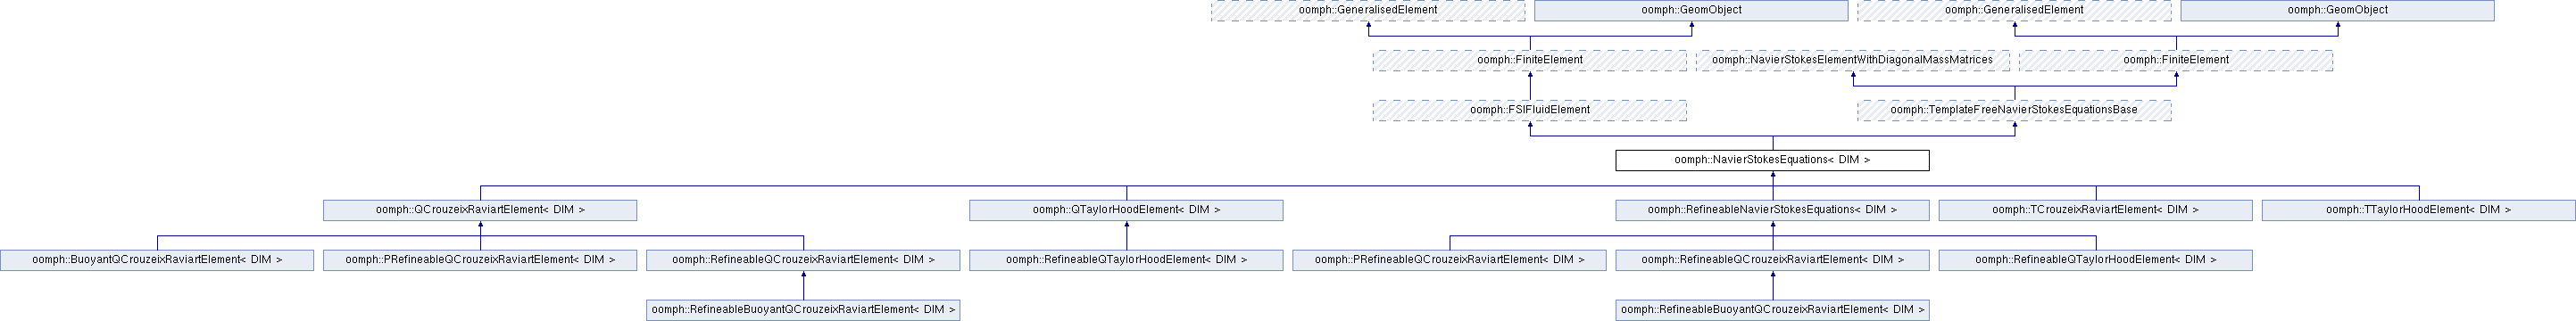 oomph::GeneralisedElement
oomph::GeomObject
oomph::GeneralisedElement
oomph::GeomObject
oomph::FiniteElement
oomph::NavierStokesElementWithDiagonalMassMatrices
oomph::FiniteElement
oomph::FSIFluidElement
oomph::TemplateFreeNavierStokesEquationsBase
oomph::NavierStokesEquations< DIM >
oomph::QCrouzeixRaviartElement< DIM >
oomph::QTaylorHoodElement< DIM >
oomph::RefineableNavierStokesEquations< DIM >
oomph::TCrouzeixRaviartElement< DIM >
oomph::TTaylorHoodElement< DIM >
oomph::BuoyantQCrouzeixRaviartElement< DIM >
oomph::PRefineableQCrouzeixRaviartElement< DIM >
oomph::RefineableQCrouzeixRaviartElement< DIM >
oomph::RefineableQTaylorHoodElement< DIM >
oomph::PRefineableQCrouzeixRaviartElement< DIM >
oomph::RefineableQCrouzeixRaviartElement< DIM >
oomph::RefineableQTaylorHoodElement< DIM >
oomph::RefineableBuoyantQCrouzeixRaviartElement< DIM >
oomph::RefineableBuoyantQCrouzeixRaviartElement< DIM >